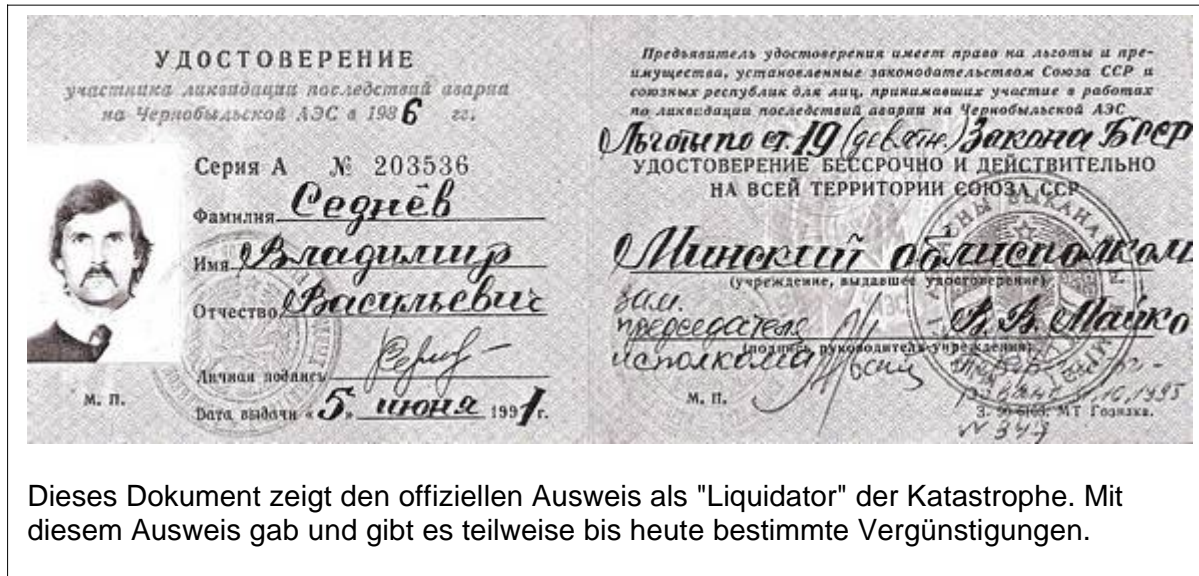 УДОСТОВЕРЕНИЕ
участника ликвидации последствий аварии
на Чернобыльской АЭС в 1986 гг.
Серия А № 203536
Фамилия Седнёв
Имя Владимир
Отчество Васильевич
Личная подпись
М. П.
Дата выдачи «5» июня 1991 г.
Предъявитель удостоверения имеет право на льготы и пре-
имущества, установленные законодательством Союза ССР и
союзных республик для лиц, принимавших участие в работах
по ликвидации последствий аварии на Чернобыльской АЭС
Льготы по ст. 19 (девятн.) Закона БССР
УДОСТОВЕРЕНИЕ БЕССРОЧНО И ДЕЙСТВИТЕЛЬНО
НА ВСЕЙ ТЕРРИТОРИИ СОЮЗА ССР
Минский облисполком
(учреждение, выдавшее удостоверение)
зам.
председателя В. В. Майко
(подпись руководителя учреждения)
исполкома
М. П.
МТ Гознака.
N 347
Dieses Dokument zeigt den offiziellen Ausweis als "Liquidator" der Katastrophe. Mit
diesem Ausweis gab und gibt es teilweise bis heute bestimmte Vergünstigungen.